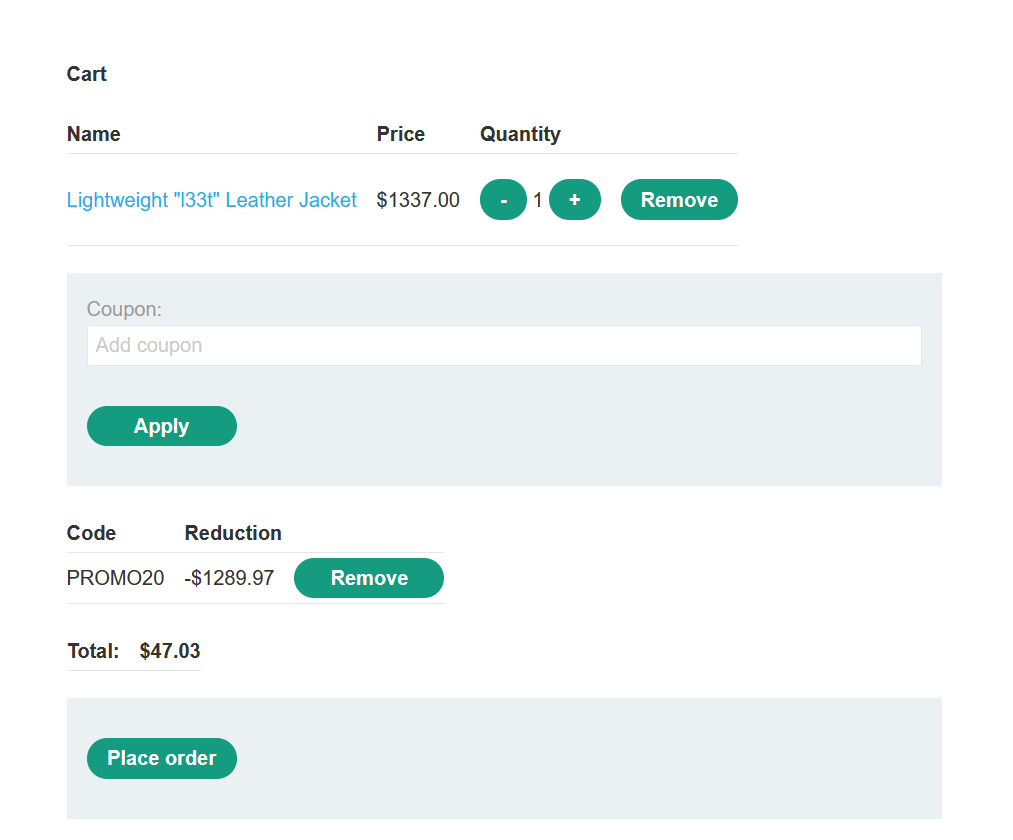 Cart
Name Price Quantity
Lightweight "l33t" Leather Jacket $1337.00 - 1 + Remove
Coupon:
Add coupon
Apply
Code Reduction
PROMO20 -$1289.97 Remove
Total: $47.03
Place order